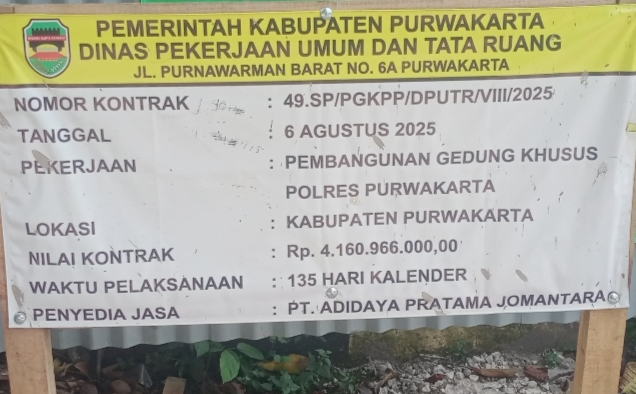 PEMERINTAH KABUPATEN PURWAKARTA
DINAS PEKERJAAN UMUM DAN TATA RUANG
JL. PURNAWARMAN BARAT NO. 6A PURWAKARTA
NOMOR KONTRAK : 49.SP/PGKPP/DPUTR/VIII/2025
TANGGAL : 6 AGUSTUS 2025
PEKERJAAN : PEMBANGUNAN GEDUNG KHUSUS
POLRES PURWAKARTA
LOKASI : KABUPATEN PURWAKARTA
NILAI KONTRAK : Rp. 4.160.966.000,00
WAKTU PELAKSANAAN : 135 HARI KALENDER
PENYEDIA JASA : PT. ADIDAYA PRATAMA JOMANTARA